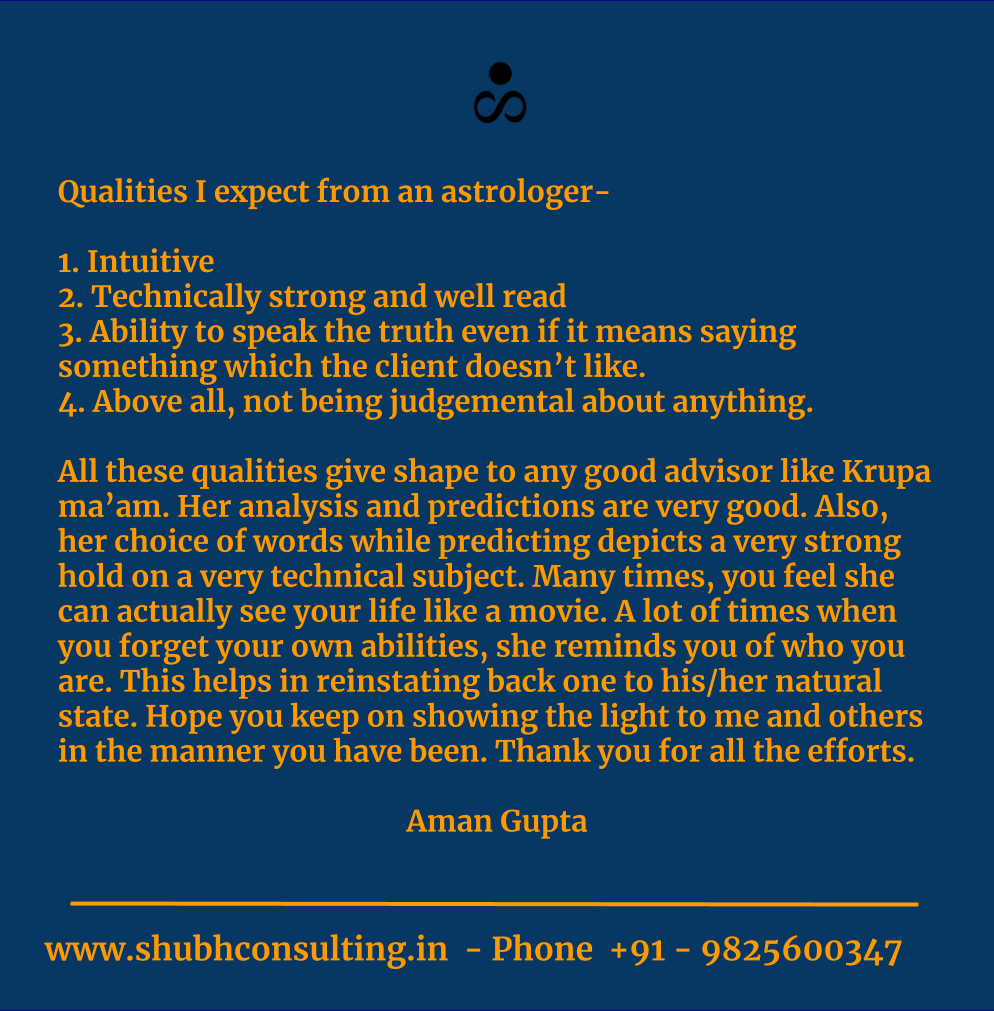 Qualities I expect from an astrologer-
1. Intuitive
2. Technically strong and well read
3. Ability to speak the truth even if it means saying
something which the client doesn’t like.
4. Above all, not being judgemental about anything.
All these qualities give shape to any good advisor like Krupa
ma’am. Her analysis and predictions are very good. Also,
her choice of words while predicting depicts a very strong
hold on a very technical subject. Many times, you feel she
can actually see your life like a movie. A lot of times when
you forget your own abilities, she reminds you of who you
are. This helps in reinstating back one to his/her natural
state. Hope you keep on showing the light to me and others
in the manner you have been. Thank you for all the efforts.
Aman Gupta
www.shubhconsulting.in - Phone +91 - 9825600347